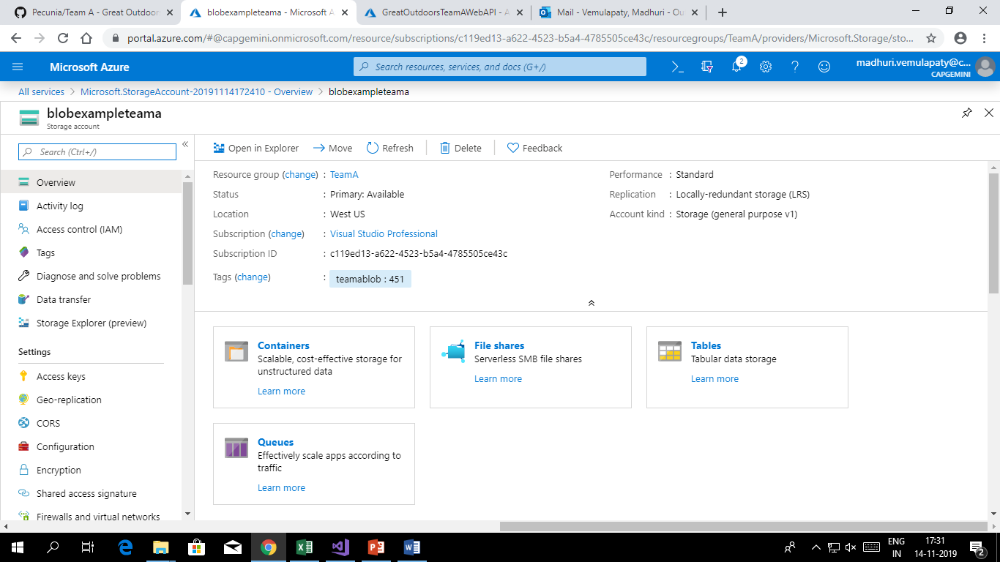 Pecunia/Team A - Great Outdoor
blobexampleteama - Microsoft A
GreatOutdoorsTeamAWebAPI - A
Mail - Vemulapaty, Madhuri - Ou
portal.azure.com/#@capgemini.onmicrosoft.com/resource/subscriptions/c119ed13-a622-4523-b5a4-4785505ce43c/resourcegroups/TeamA/providers/Microsoft.Storage/sto...
Microsoft Azure
Search resources, services, and docs (G+/)
2
madhuri.vemulapaty@c...
CAPGEMINI
All services > Microsoft.StorageAccount-20191114172410 - Overview > blobexampleteama
blobexampleteama
Storage account
Search (Ctrl+/)
Overview
Activity log
Access control (IAM)
Tags
Diagnose and solve problems
Data transfer
Storage Explorer (preview)
Settings
Access keys
Geo-replication
CORS
Configuration
Encryption
Shared access signature
Firewalls and virtual networks
Open in Explorer
Move
Refresh
Delete
Feedback
Resource group (change) : TeamA
Status : Primary: Available
Location : West US
Subscription (change) : Visual Studio Professional
Subscription ID : c119ed13-a622-4523-b5a4-4785505ce43c
Tags (change) : teamablob : 451
Performance : Standard
Replication : Locally-redundant storage (LRS)
Account kind : Storage (general purpose v1)
Containers
Scalable, cost-effective storage for
unstructured data
Learn more
File shares
Serverless SMB file shares
Learn more
Tables
Tabular data storage
Learn more
Queues
Effectively scale apps according to
traffic
Learn more
ENG
IN
17:31
14-11-2019
2